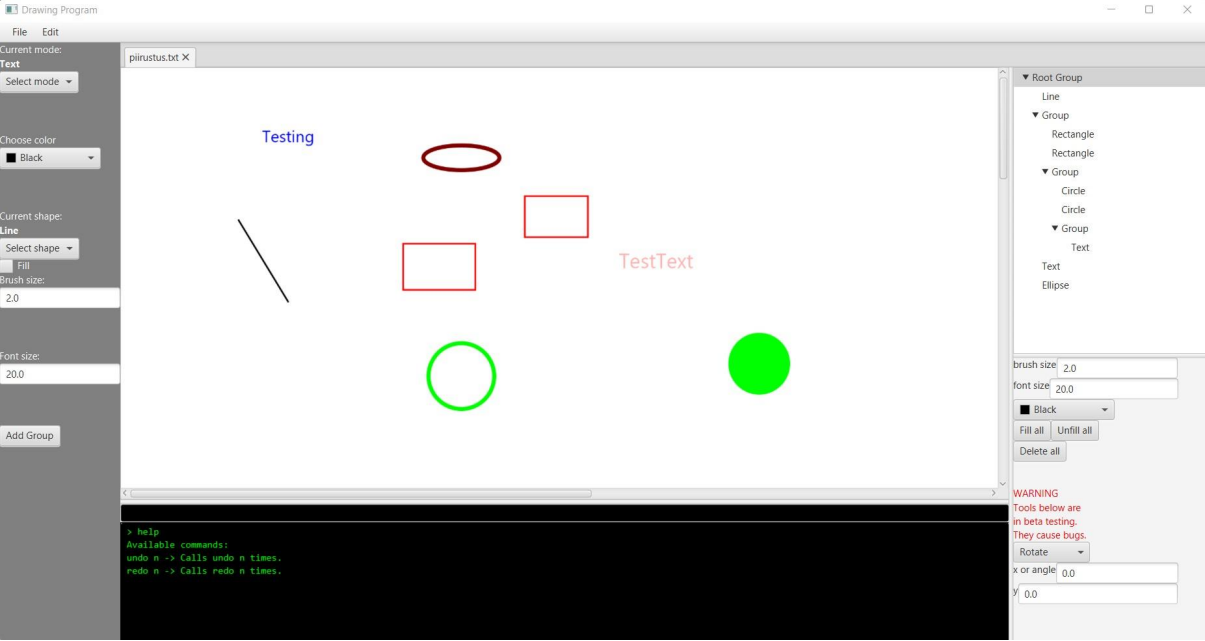 Drawing Program
File Edit
Current mode:
Text
Select mode
Choose color
Black
Current shape:
Line
Select shape
Fill
Brush size:
2.0
Font size:
20.0
Add Group
piirustus.txt
Testing
TestText
> help
Available commands:
undo n -> Calls undo n times.
redo n -> Calls redo n times.
Root Group
Line
Group
Rectangle
Rectangle
Group
Circle
Circle
Group
Text
Text
Ellipse
brush size 2.0
font size 20.0
Black
Fill all Unfill all
Delete all
WARNING
Tools below are
in beta testing.
They cause bugs.
Rotate
x or angle 0.0
y 0.0